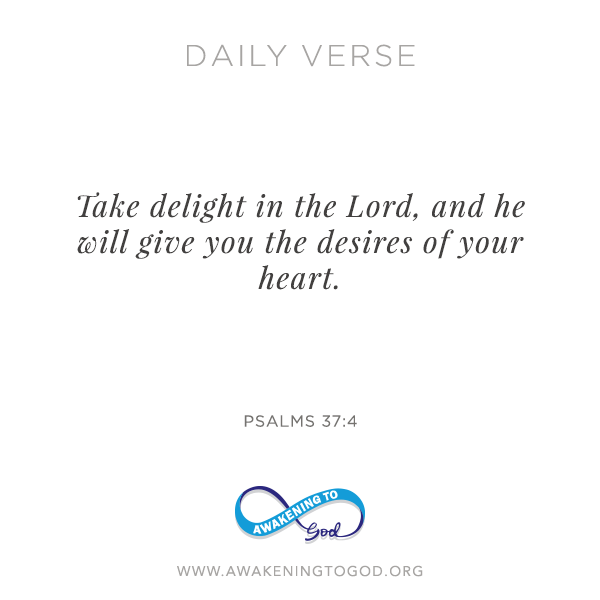 DAILY VERSE
Take delight in the Lord, and he
will give you the desires of your
heart.
PSALMS 37:4
AWAKENING TO
God
WWW.AWAKENINGTOGOD.ORG